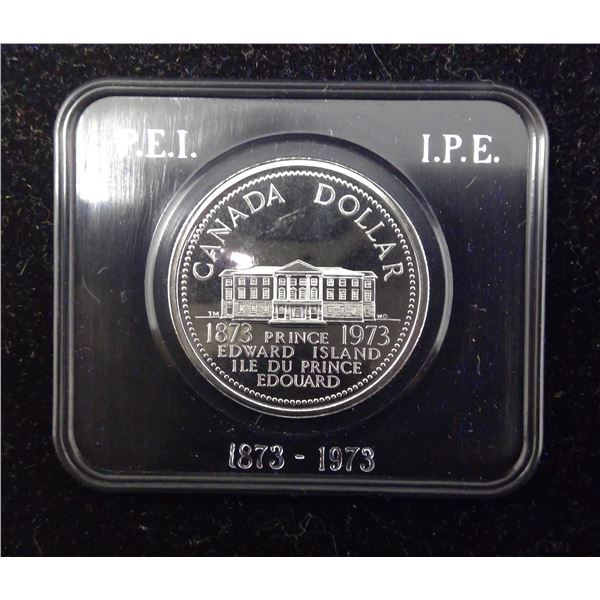 P.E.I. I.P.E.
CANADA DOLLAR
TM WD
1873 PRINCE 1973
EDWARD ISLAND
ILE DU PRINCE
EDOUARD
1873 - 1973